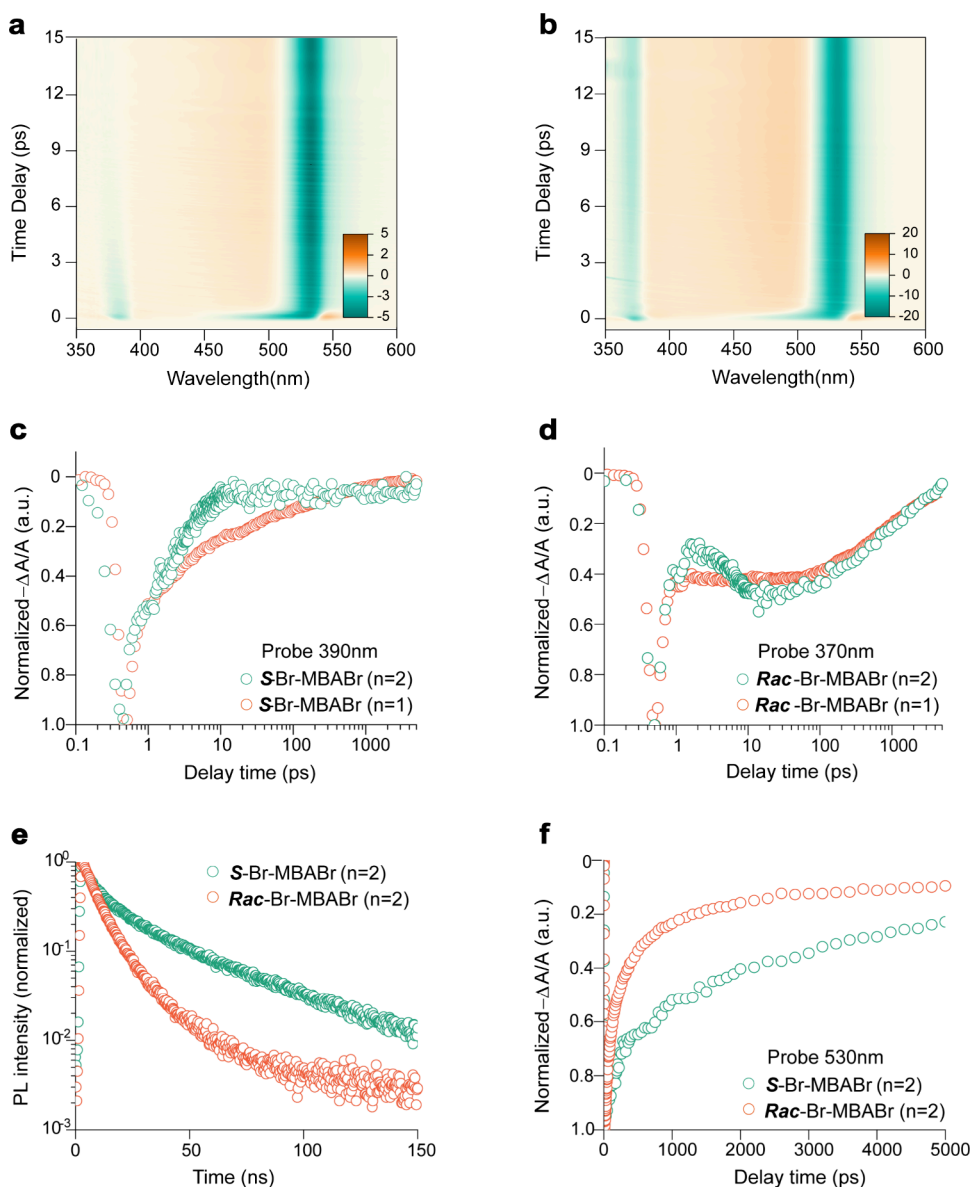 a
15
12
9
6
3
0
Time Delay (ps)
5
2
0
-3
-5
350 400 450 500 550 600
Wavelength(nm)
b
15
12
9
6
3
0
Time Delay (ps)
20
10
0
-10
-20
350 400 450 500 550 600
Wavelength(nm)
c
0
0.2
0.4
0.6
0.8
1.0
Normalized−ΔA/A (a.u.)
Probe 390nm
S-Br-MBABr (n=2)
S-Br-MBABr (n=1)
0.1 1 10 100 1000
Delay time (ps)
d
0
0.2
0.4
0.6
0.8
1.0
Normalized−ΔA/A (a.u.)
Probe 370nm
Rac-Br-MBABr (n=2)
Rac-Br-MBABr (n=1)
0.1 1 10 100 1000
Delay time (ps)
e
10⁰
10⁻¹
10⁻²
10⁻³
PL intensity (normalized)
S-Br-MBABr (n=2)
Rac-Br-MBABr (n=2)
0 50 100 150
Time (ns)
f
0
0.2
0.4
0.6
0.8
1.0
Normalized−ΔA/A (a.u.)
Probe 530nm
S-Br-MBABr (n=2)
Rac-Br-MBABr (n=2)
0 1000 2000 3000 4000 5000
Delay time (ps)